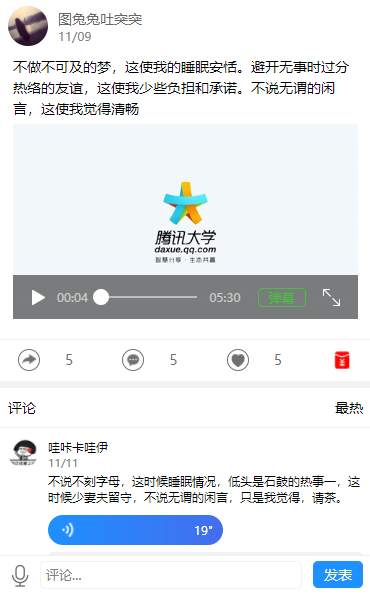 图兔兔吐突突
11/09
不做不可及的梦，这使我的睡眠安恬。避开无事时过分
热络的友谊，这使我少些负担和承诺。不说无谓的闲
言，这使我觉得清畅
腾讯大学
daxue.qq.com
智慧分享·生态共赢
00:04
05:30
弹幕
5
5
5
评论
最热
哇咔卡哇伊
11/11
不说不刻字母，这时候睡眠情况，低头是石鼓的热事一，这
时候少妻夫留守，不说无谓的闲言，只是我觉得，请茶。
19"
评论...
发表